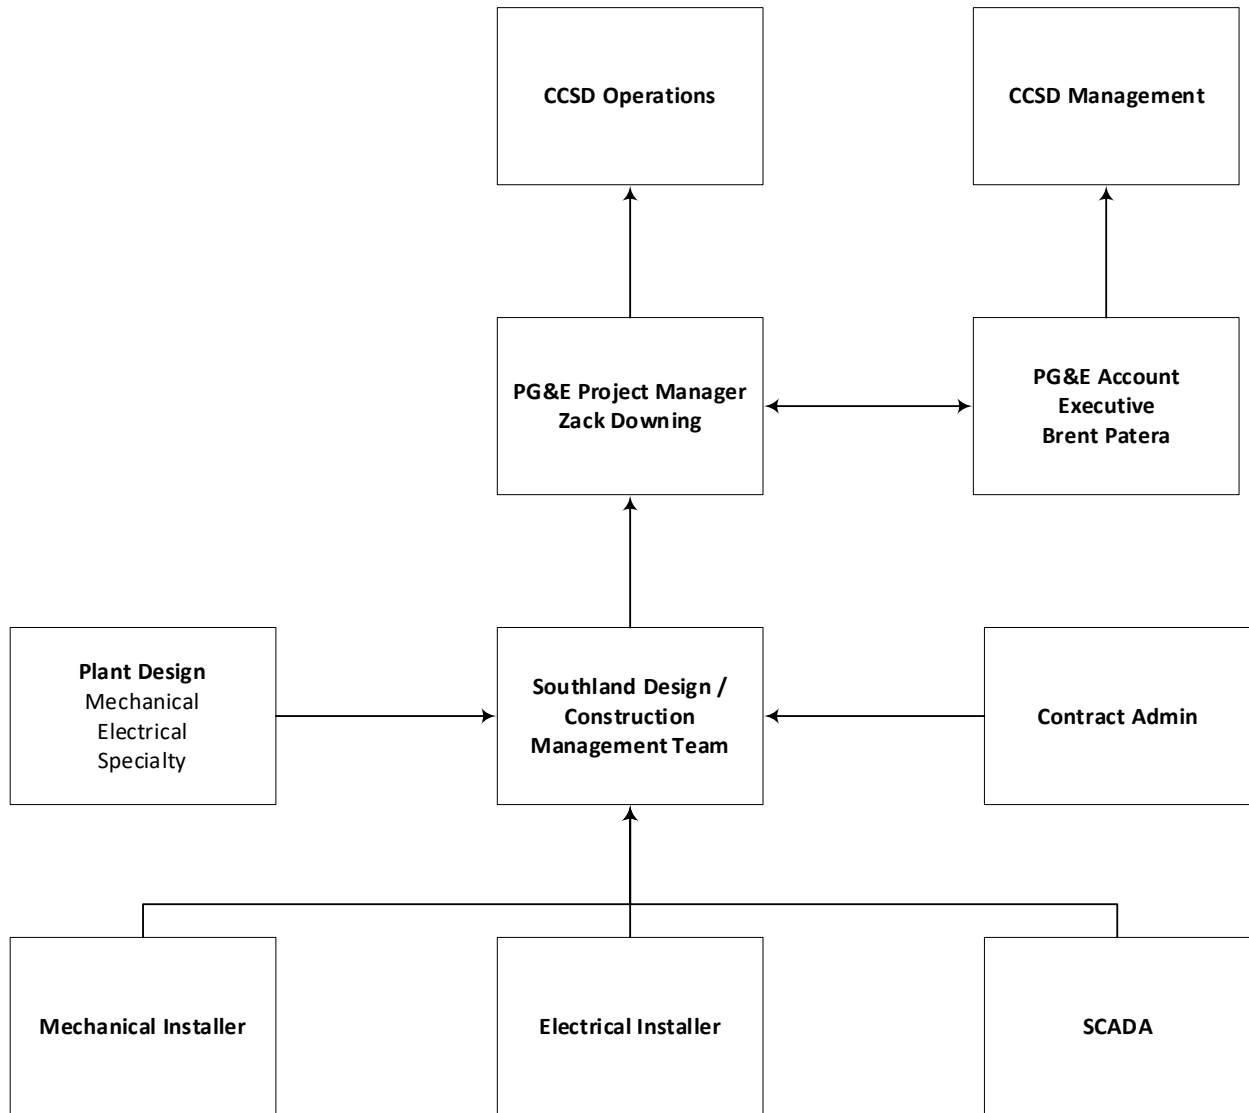 CCSD Operations
CCSD Management
PG&E Project Manager
Zack Downing
PG&E Account
Executive
Brent Patera
Plant Design
Mechanical
Electrical
Specialty
Southland Design /
Construction
Management Team
Contract Admin
Mechanical Installer
Electrical Installer
SCADA